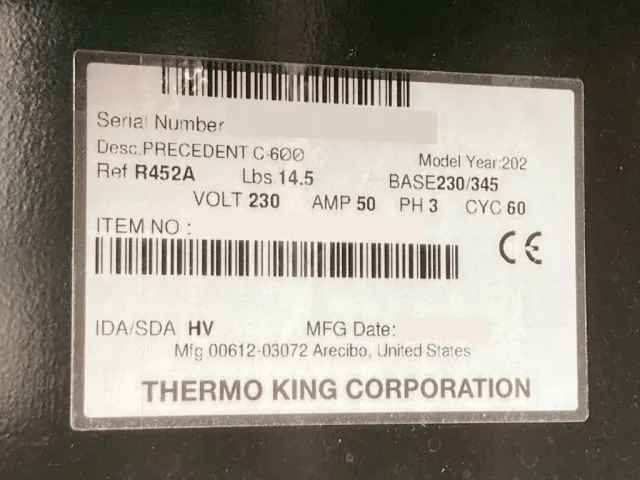 Serial Number
Desc.PRECEDENT C-600 Model Year:202
Ref R452A Lbs.14.5 BASE230/345
VOLT 230 AMP 50 PH 3 CYC 60
ITEM NO :
CE
IDA/SDA HV MFG Date:
Mfg 00612-03072 Arecibo, United States
THERMO KING CORPORATION